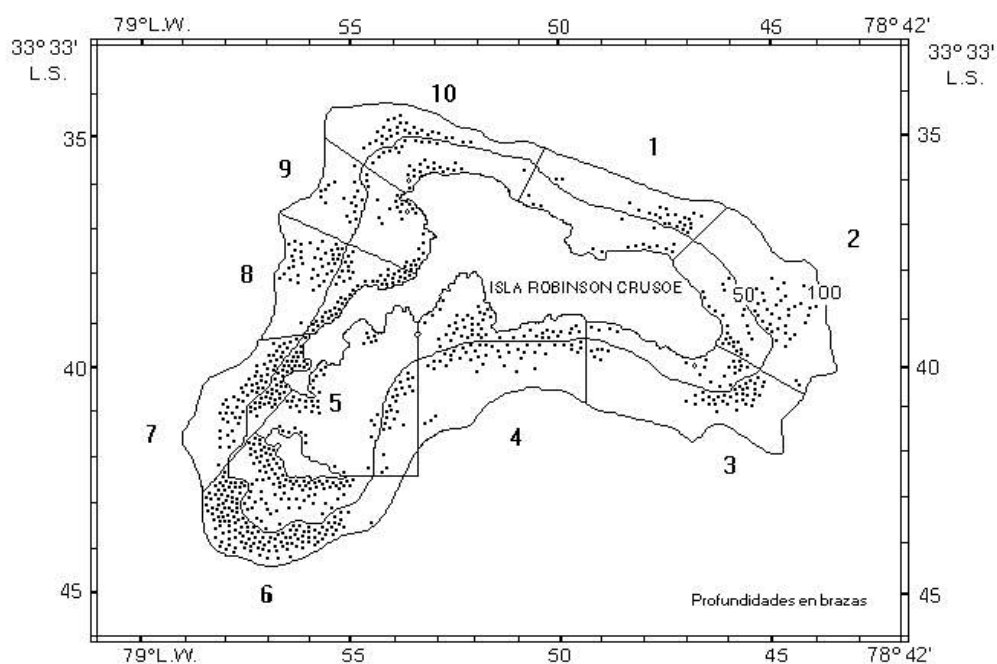 79°L.W. 55 50 45 78° 42'
33° 33' 33° 33'
L.S. L.S.
10
35 1 35
9
2
8 ISLA ROBINSON CRUSOE 50 100
40 40
5
7 4
3
45 6 45
Profundidades en brazas
79°L.W. 55 50 45 78° 42'